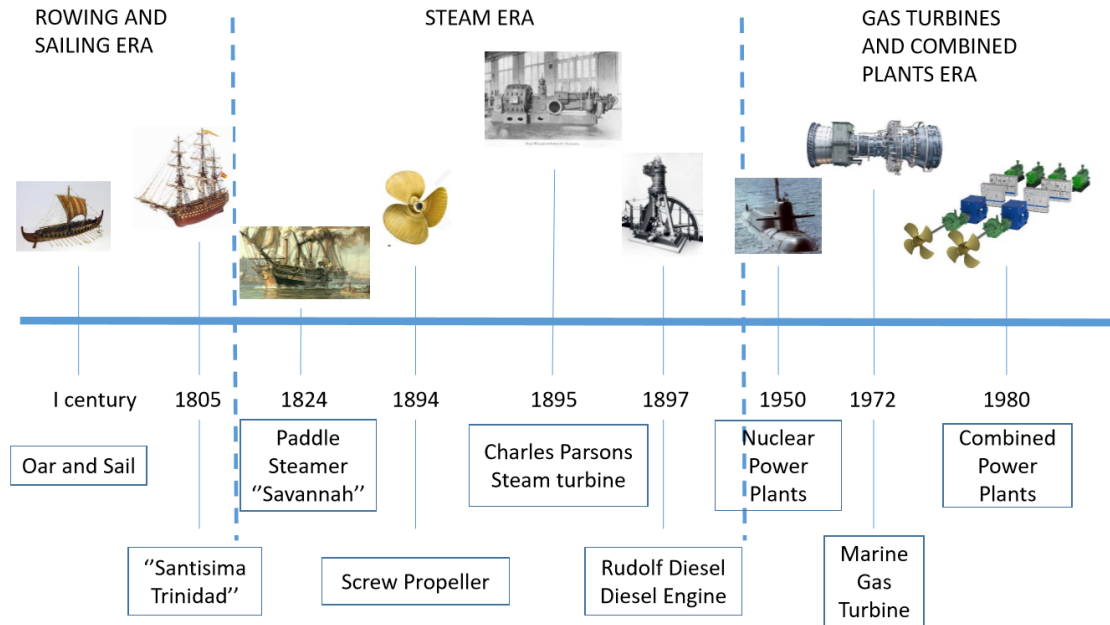 ROWING AND
SAILING ERA
STEAM ERA
GAS TURBINES
AND COMBINED
PLANTS ERA
I century
1805
1824
1894
1895
1897
1950
1972
1980
Oar and Sail
Paddle
Steamer
‘’Savannah’’
Charles Parsons
Steam turbine
Nuclear
Power
Plants
Combined
Power
Plants
‘’Santisima
Trinidad’’
Screw Propeller
Rudolf Diesel
Diesel Engine
Marine
Gas
Turbine